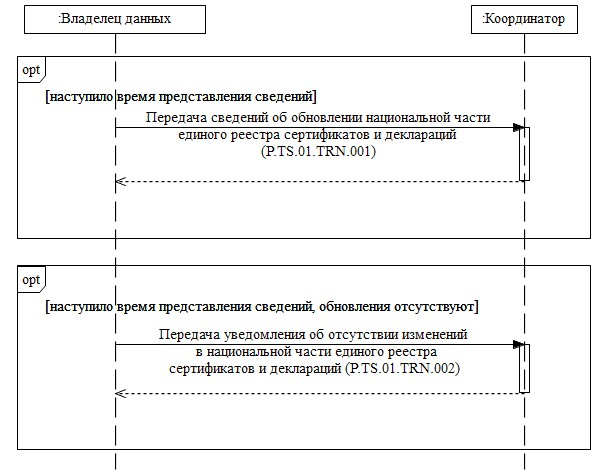 :Владелец данных
:Координатор
opt
[наступило время представления сведений]
Передача сведений об обновлении национальной части
единого реестра сертификатов и деклараций
(P.TS.01.TRN.001)
opt
[наступило время представления сведений, обновления отсутствуют]
Передача уведомления об отсутствии изменений
в национальной части единого реестра
сертификатов и деклараций (P.TS.01.TRN.002)